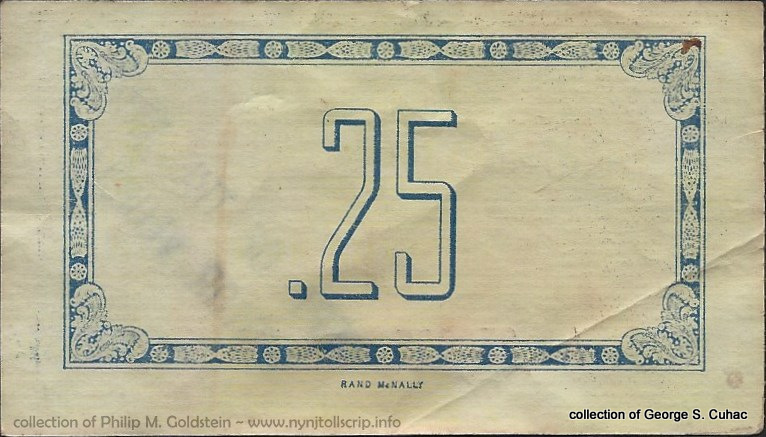 .25
RAND McNALLY
collection of Philip M. Goldstein ~ www.nynjtollscrip.info
collection of George S. Cuhac